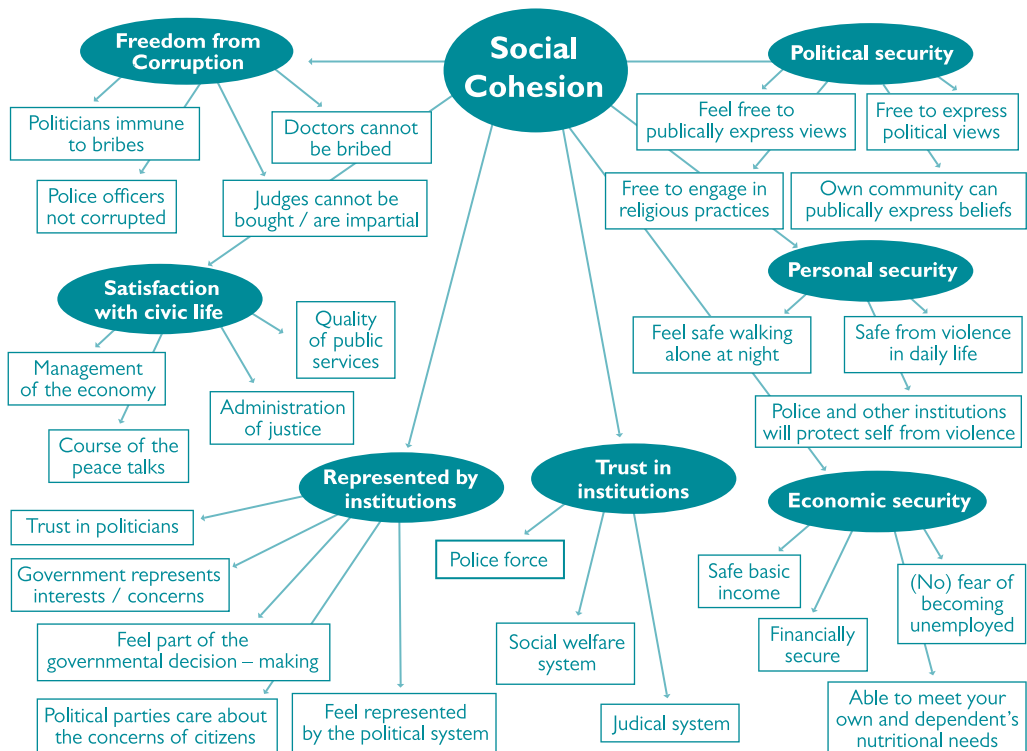 Social
Cohesion
Freedom from
Corruption
Politicians immune
to bribes
Police officers
not corrupted
Doctors cannot
be bribed
Judges cannot be
bought / are impartial
Political security
Feel free to
publically express views
Free to express
political views
Free to engage in
religious practices
Own community can
publically express beliefs
Satisfaction
with civic life
Management
of the economy
Course of the
peace talks
Quality
of public
services
Administration
of justice
Personal security
Feel safe walking
alone at night
Safe from violence
in daily life
Police and other institutions
will protect self from violence
Represented by
institutions
Trust in politicians
Government represents
interests / concerns
Feel part of the
governmental decision – making
Political parties care about
the concerns of citizens
Feel represented
by the political system
Trust in
institutions
Police force
Social welfare
system
Judical system
Economic security
Safe basic
income
Financially
secure
(No) fear of
becoming
unemployed
Able to meet your
own and dependent's
nutritional needs